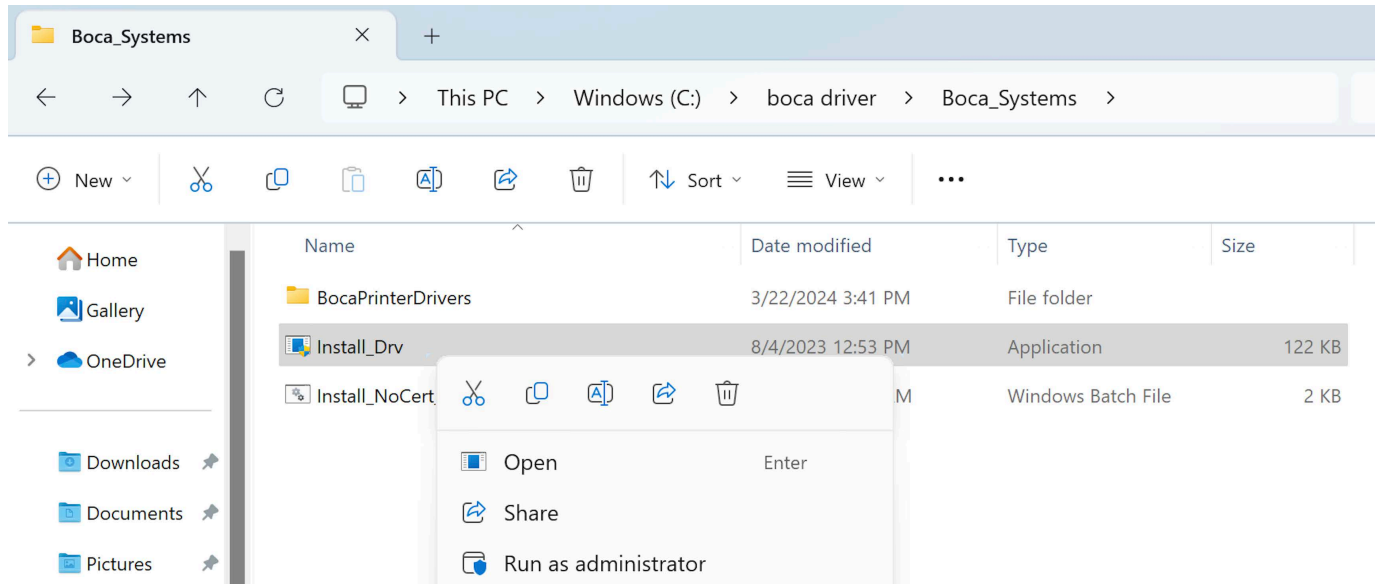 Boca_Systems
This PC > Windows (C:) > boca driver > Boca_Systems >
New Sort View
Name Date modified Type Size
Home
Gallery
OneDrive
Downloads
Documents
Pictures
BocaPrinterDrivers 3/22/2024 3:41 PM File folder
Install_Drv 8/4/2023 12:53 PM Application 122 KB
Install_NoCert M Windows Batch File 2 KB
Open Enter
Share
Run as administrator